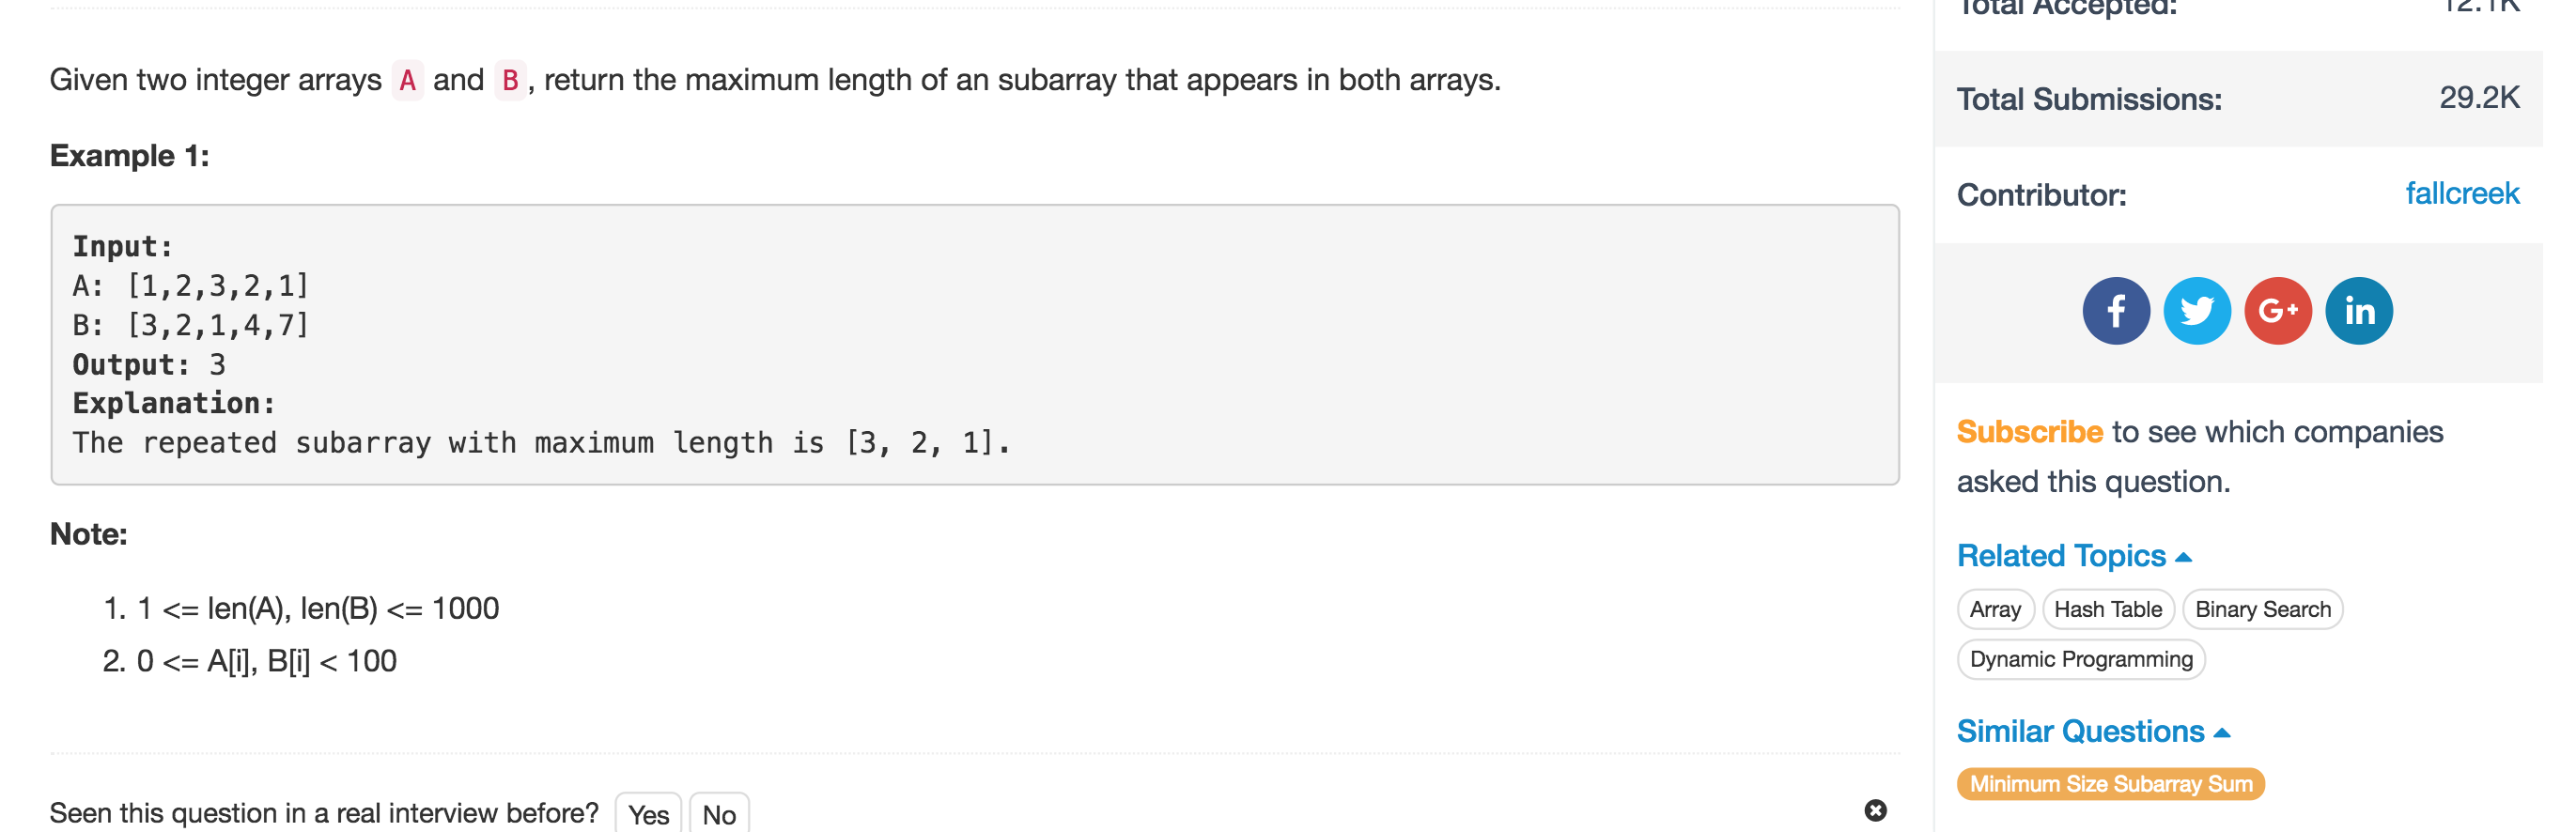 Given two integer arrays A and B, return the maximum length of an subarray that appears in both arrays.
Example 1:
Input:
A: [1,2,3,2,1]
B: [3,2,1,4,7]
Output: 3
Explanation:
The repeated subarray with maximum length is [3, 2, 1].
Note:
1. 1 <= len(A), len(B) <= 1000
2. 0 <= A[i], B[i] < 100
Seen this question in a real interview before? Yes No
Total Accepted: 12.1K
Total Submissions: 29.2K
Contributor: fallcreek
f
G+
in
Subscribe to see which companies
asked this question.
Related Topics
Array Hash Table Binary Search
Dynamic Programming
Similar Questions
Minimum Size Subarray Sum